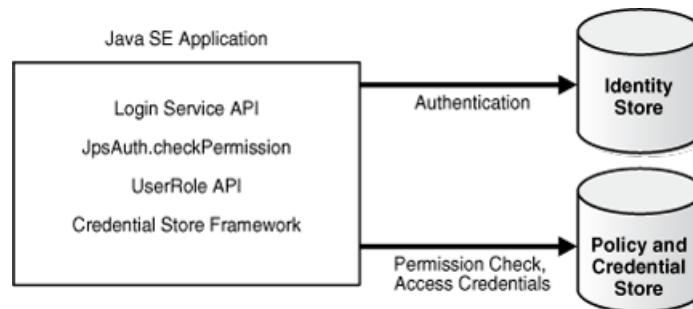 Java SE Application
Login Service API
JpsAuth.checkPermission
UserRole API
Credential Store Framework
Authentication
Identity
Store
Permission Check,
Access Credentials
Policy and
Credential
Store